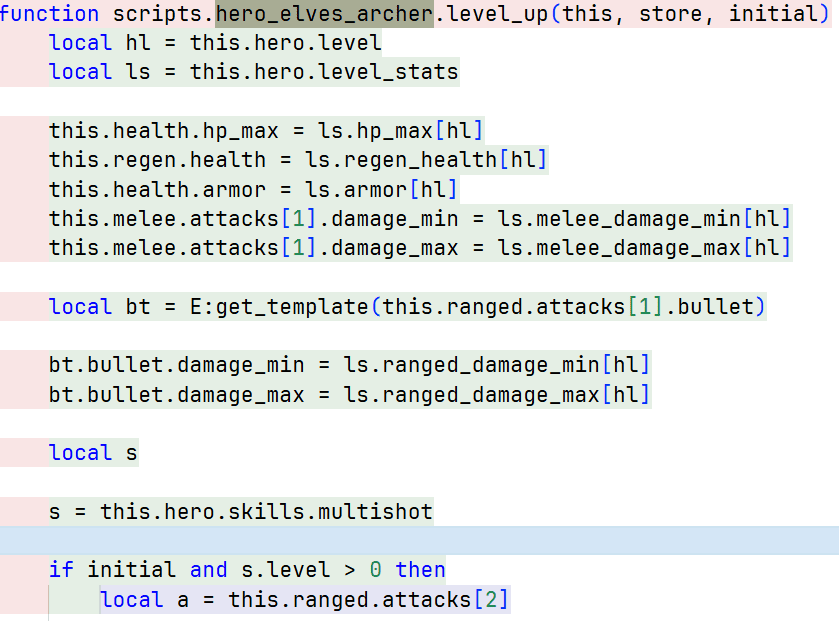 function scripts.hero_elves_archer.level_up(this, store, initial)
local hl = this.hero.level
local ls = this.hero.level_stats
this.health.hp_max = ls.hp_max[hl]
this.regen.health = ls.regen_health[hl]
this.health.armor = ls.armor[hl]
this.melee.attacks[1].damage_min = ls.melee_damage_min[hl]
this.melee.attacks[1].damage_max = ls.melee_damage_max[hl]
local bt = E:get_template(this.ranged.attacks[1].bullet)
bt.bullet.damage_min = ls.ranged_damage_min[hl]
bt.bullet.damage_max = ls.ranged_damage_max[hl]
local s
s = this.hero.skills.multishot
if initial and s.level > 0 then
local a = this.ranged.attacks[2]